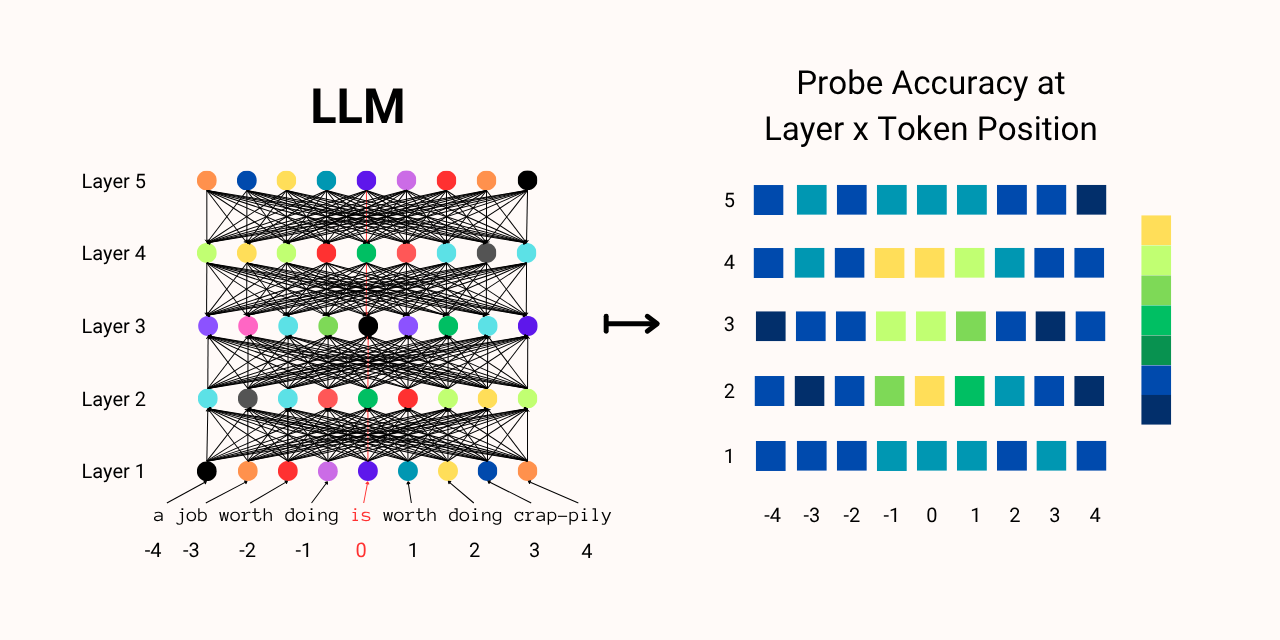 LLM
Layer 5
Layer 4
Layer 3
Layer 2
Layer 1
a job worth doing is worth doing crap-pily
-4 -3 -2 -1 0 1 2 3 4
Probe Accuracy at
Layer x Token Position
5
4
3
2
1
-4 -3 -2 -1 0 1 2 3 4